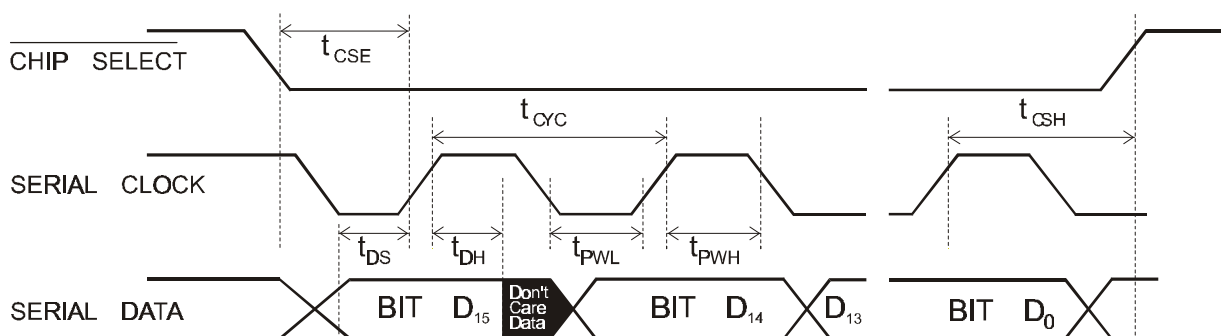 CHIP SELECT
tCSE
tCYC
tCSH
SERIAL CLOCK
tDS
tDH
tPWL
tPWH
SERIAL DATA
BIT D15
Don't
Care
Data
BIT D14
D13
BIT D0